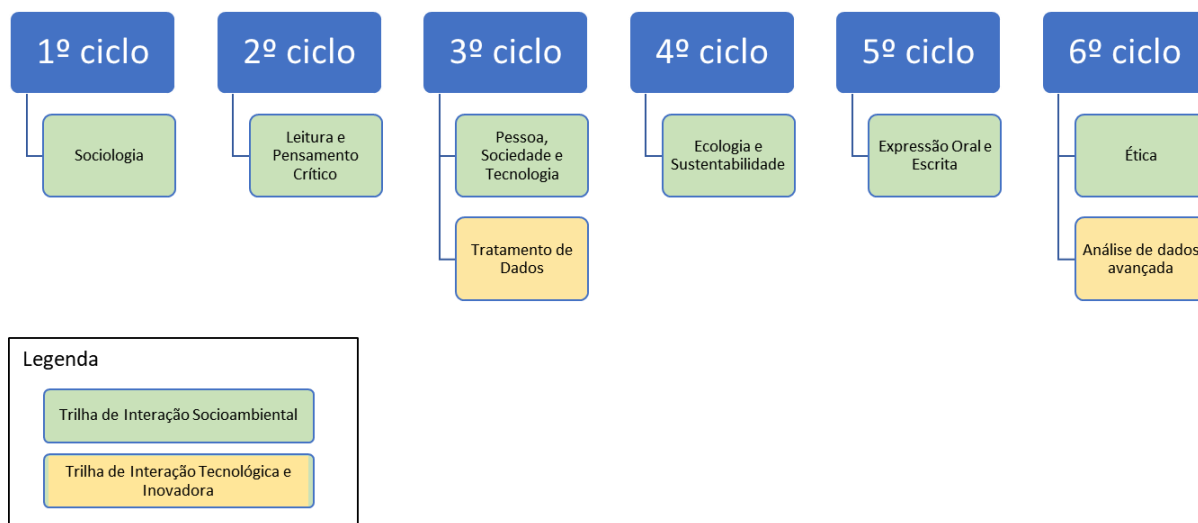 1º ciclo
2º ciclo
3º ciclo
4º ciclo
5º ciclo
6º ciclo
Sociologia
Leitura e
Pensamento
Crítico
Pessoa,
Sociedade e
Tecnologia
Ecologia e
Sustentabilidade
Expressão Oral e
Escrita
Ética
Tratamento de
Dados
Análise de dados
avançada
Legenda
Trilha de Interação Socioambiental
Trilha de Interação Tecnológica e
Inovadora